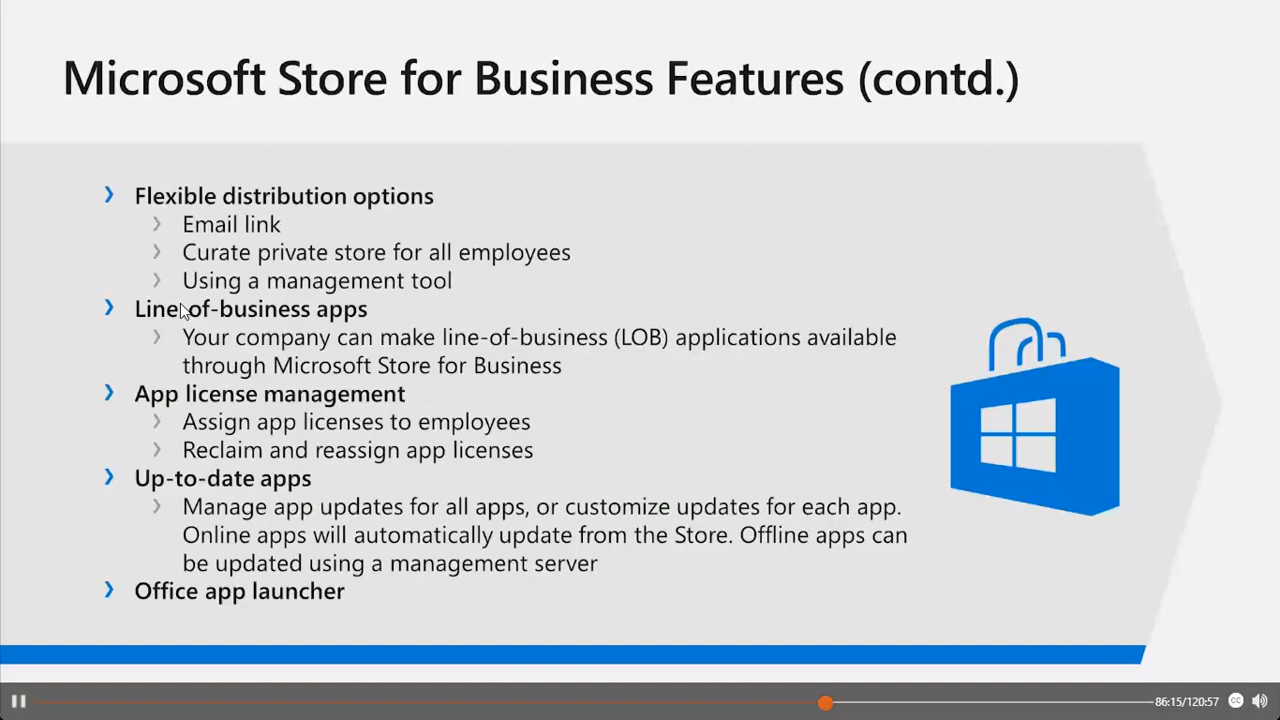 Microsoft Store for Business Features (contd.)
Flexible distribution options
Email link
Curate private store for all employees
Using a management tool
Line-of-business apps
Your company can make line-of-business (LOB) applications available
through Microsoft Store for Business
App license management
Assign app licenses to employees
Reclaim and reassign app licenses
Up-to-date apps
Manage app updates for all apps, or customize updates for each app.
Online apps will automatically update from the Store. Offline apps can
be updated using a management server
Office app launcher
86:15/120:57
CC